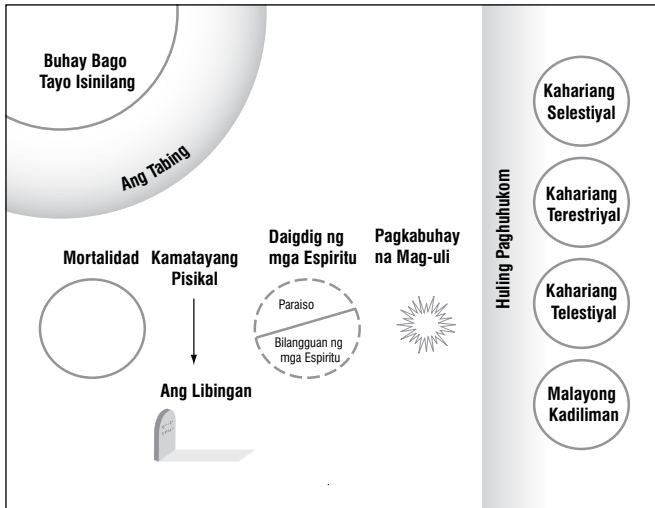 Buhay Bago
Tayo Isinilang
Ang Tabing
Mortalidad
Kamatayang
Pisikal
Ang Libingan
Daigdig ng
mga Espiritu
Paraiso
Bilangguan ng
mga Espiritu
Pagkabuhay
na Mag-uli
Huling Paghuhukom
Kahariang
Selestiyal
Kahariang
Terestriyal
Kahariang
Telestiyal
Malayong
Kadiliman